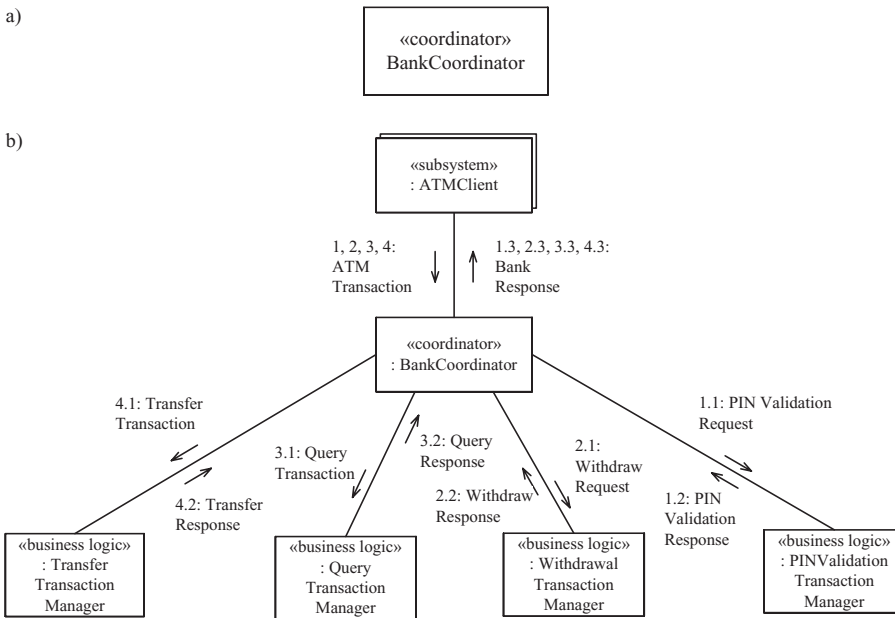 a)
«coordinator»
BankCoordinator
b)
«subsystem»
: ATMClient
1, 2, 3, 4:
ATM
Transaction
1.3, 2.3, 3.3, 4.3:
Bank
Response
«coordinator»
: BankCoordinator
4.1: Transfer
Transaction
4.2: Transfer
Response
3.1: Query
Transaction
3.2: Query
Response
2.2: Withdraw
Response
2.1:
Withdraw
Request
1.1: PIN Validation
Request
1.2: PIN
Validation
Response
«business logic»
: Transfer
Transaction
Manager
«business logic»
: Query
Transaction
Manager
«business logic»
: Withdrawal
Transaction
Manager
«business logic»
: PINValidation
Transaction
Manager